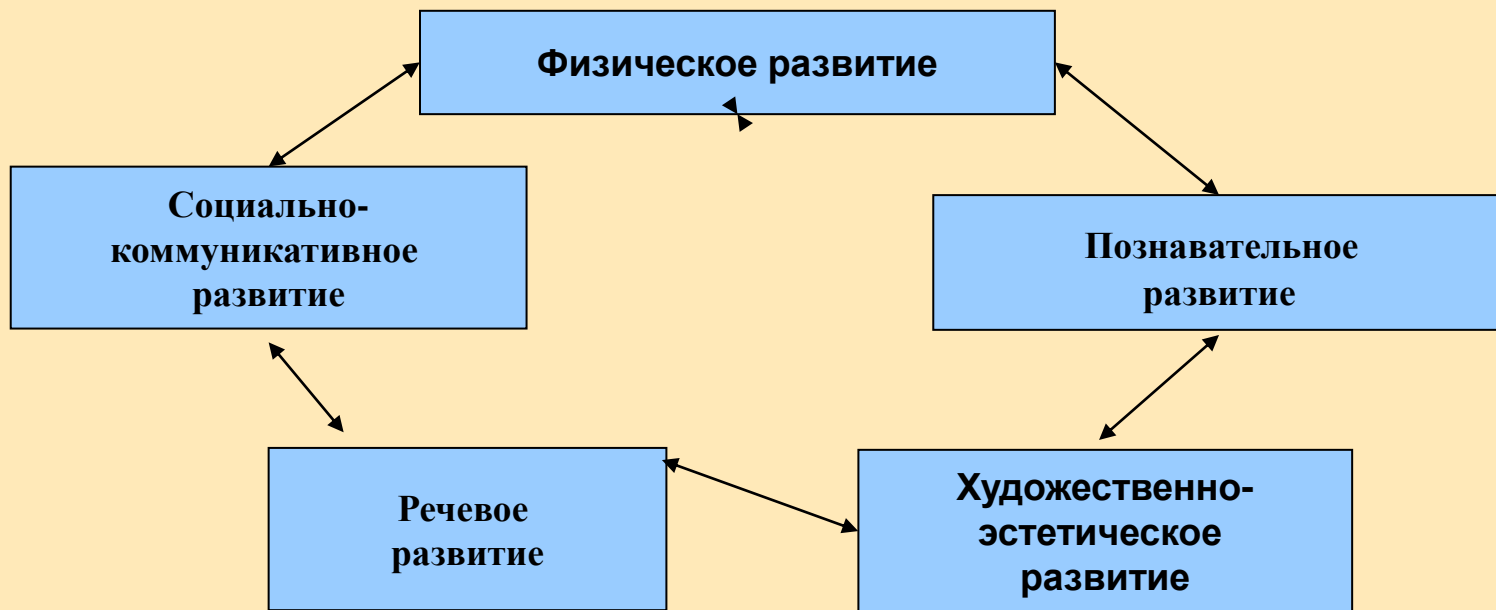 Физическое развитие
Социально-
коммуникативное
развитие
Познавательное
развитие
Речевое
развитие
Художественно-
эстетическое
развитие